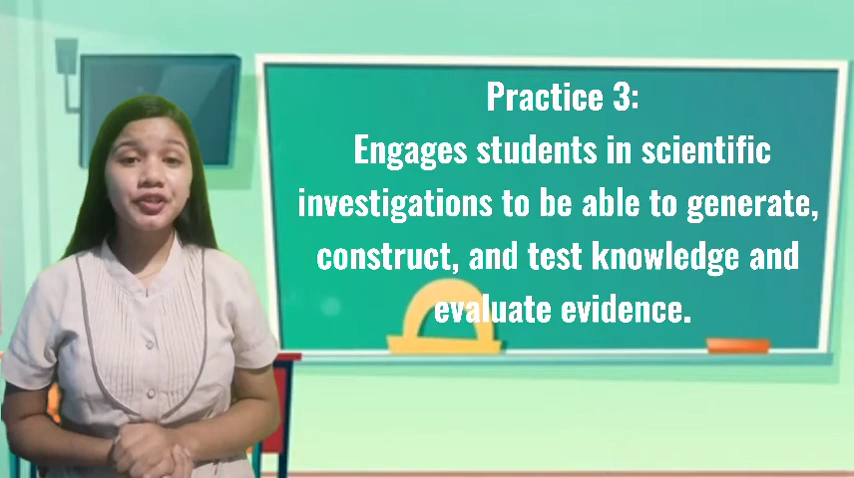 Practice 3:
Engages students in scientific
investigations to be able to generate,
construct, and test knowledge and
evaluate evidence.